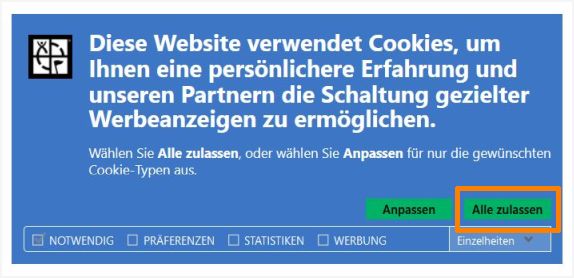 Diese Website verwendet Cookies, um
Ihnen eine persönlichere Erfahrung und
unseren Partnern die Schaltung gezielter
Werbeanzeigen zu ermöglichen.
Wählen Sie Alle zulassen, oder wählen Sie Anpassen für nur die gewünschten
Cookie-Typen aus.
Anpassen Alle zulassen
NOTWENDIG PRÄFERENZEN STATISTIKEN WERBUNG Einzelheiten